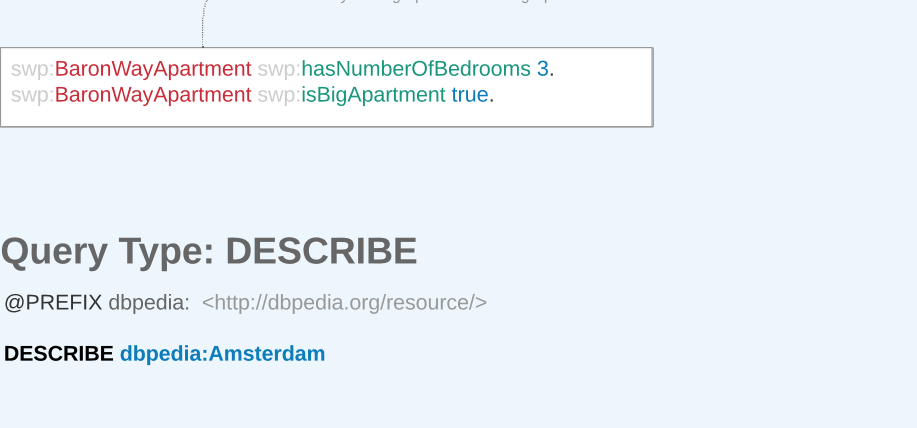 swp:BaronWayApartment swp:hasNumberOfBedrooms 3.
swp:BaronWayApartment swp:isBigApartment true.
Query Type: DESCRIBE
@PREFIX dbpedia: <http://dbpedia.org/resource/>
DESCRIBE dbpedia:Amsterdam